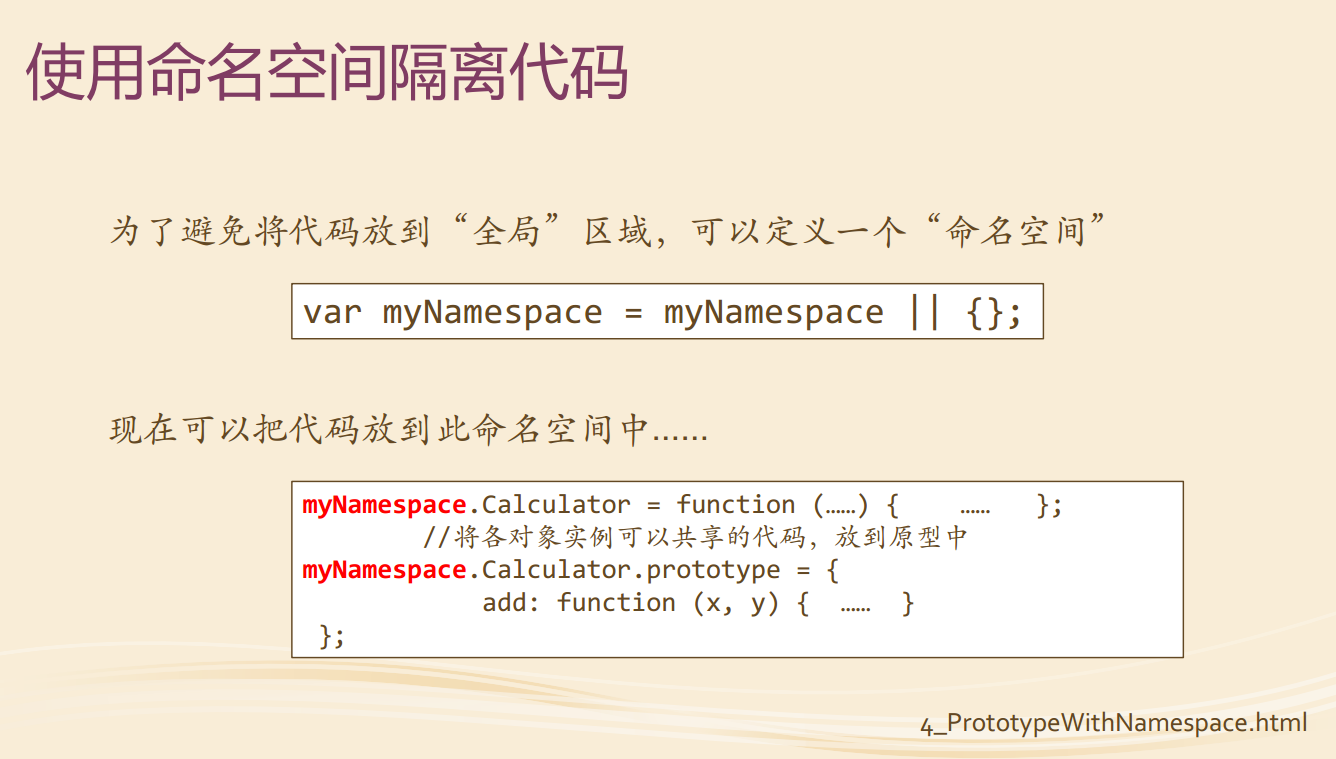 使用命名空间隔离代码
为了避免将代码放到“全局”区域，可以定义一个“命名空间”
var myNamespace = myNamespace || {};
现在可以把代码放到此命名空间中……
myNamespace.Calculator = function (……) {    ……   };
//将各对象实例可以共享的代码，放到原型中
myNamespace.Calculator.prototype = {
add: function (x, y) {  ……  }
};
4_PrototypeWithNamespace.html